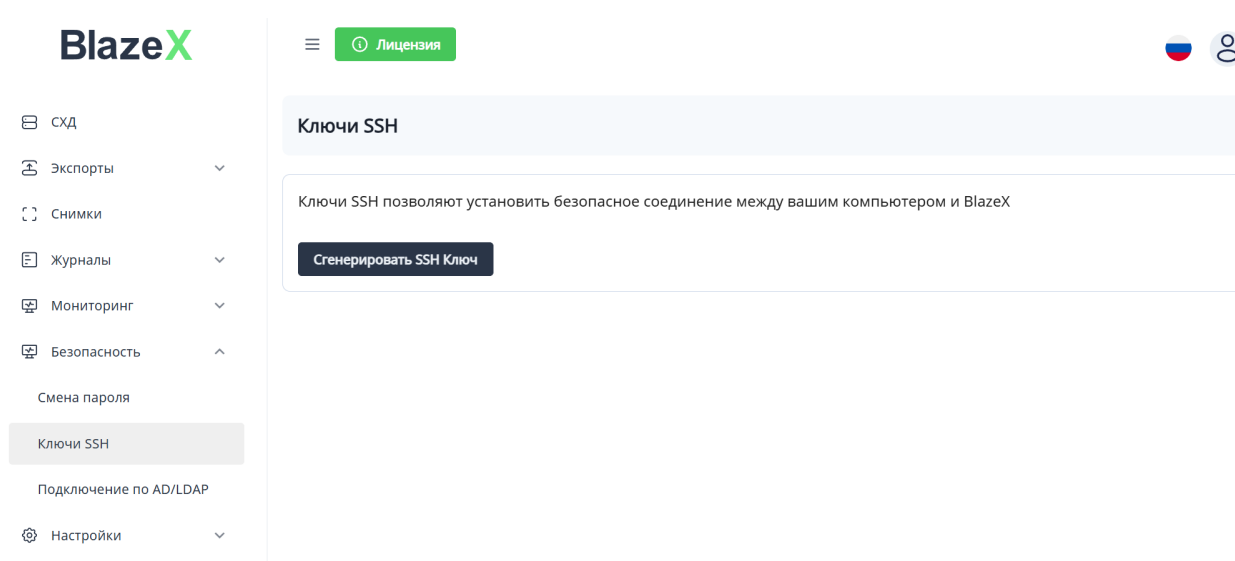 BlazeX
Лицензия
СХД
Экспорты
Снимки
Журналы
Мониторинг
Безопасность
Смена пароля
Ключи SSH
Подключение по AD/LDAP
Настройки
Ключи SSH
Ключи SSH позволяют установить безопасное соединение между вашим компьютером и BlazeX
Сгенерировать SSH Ключ